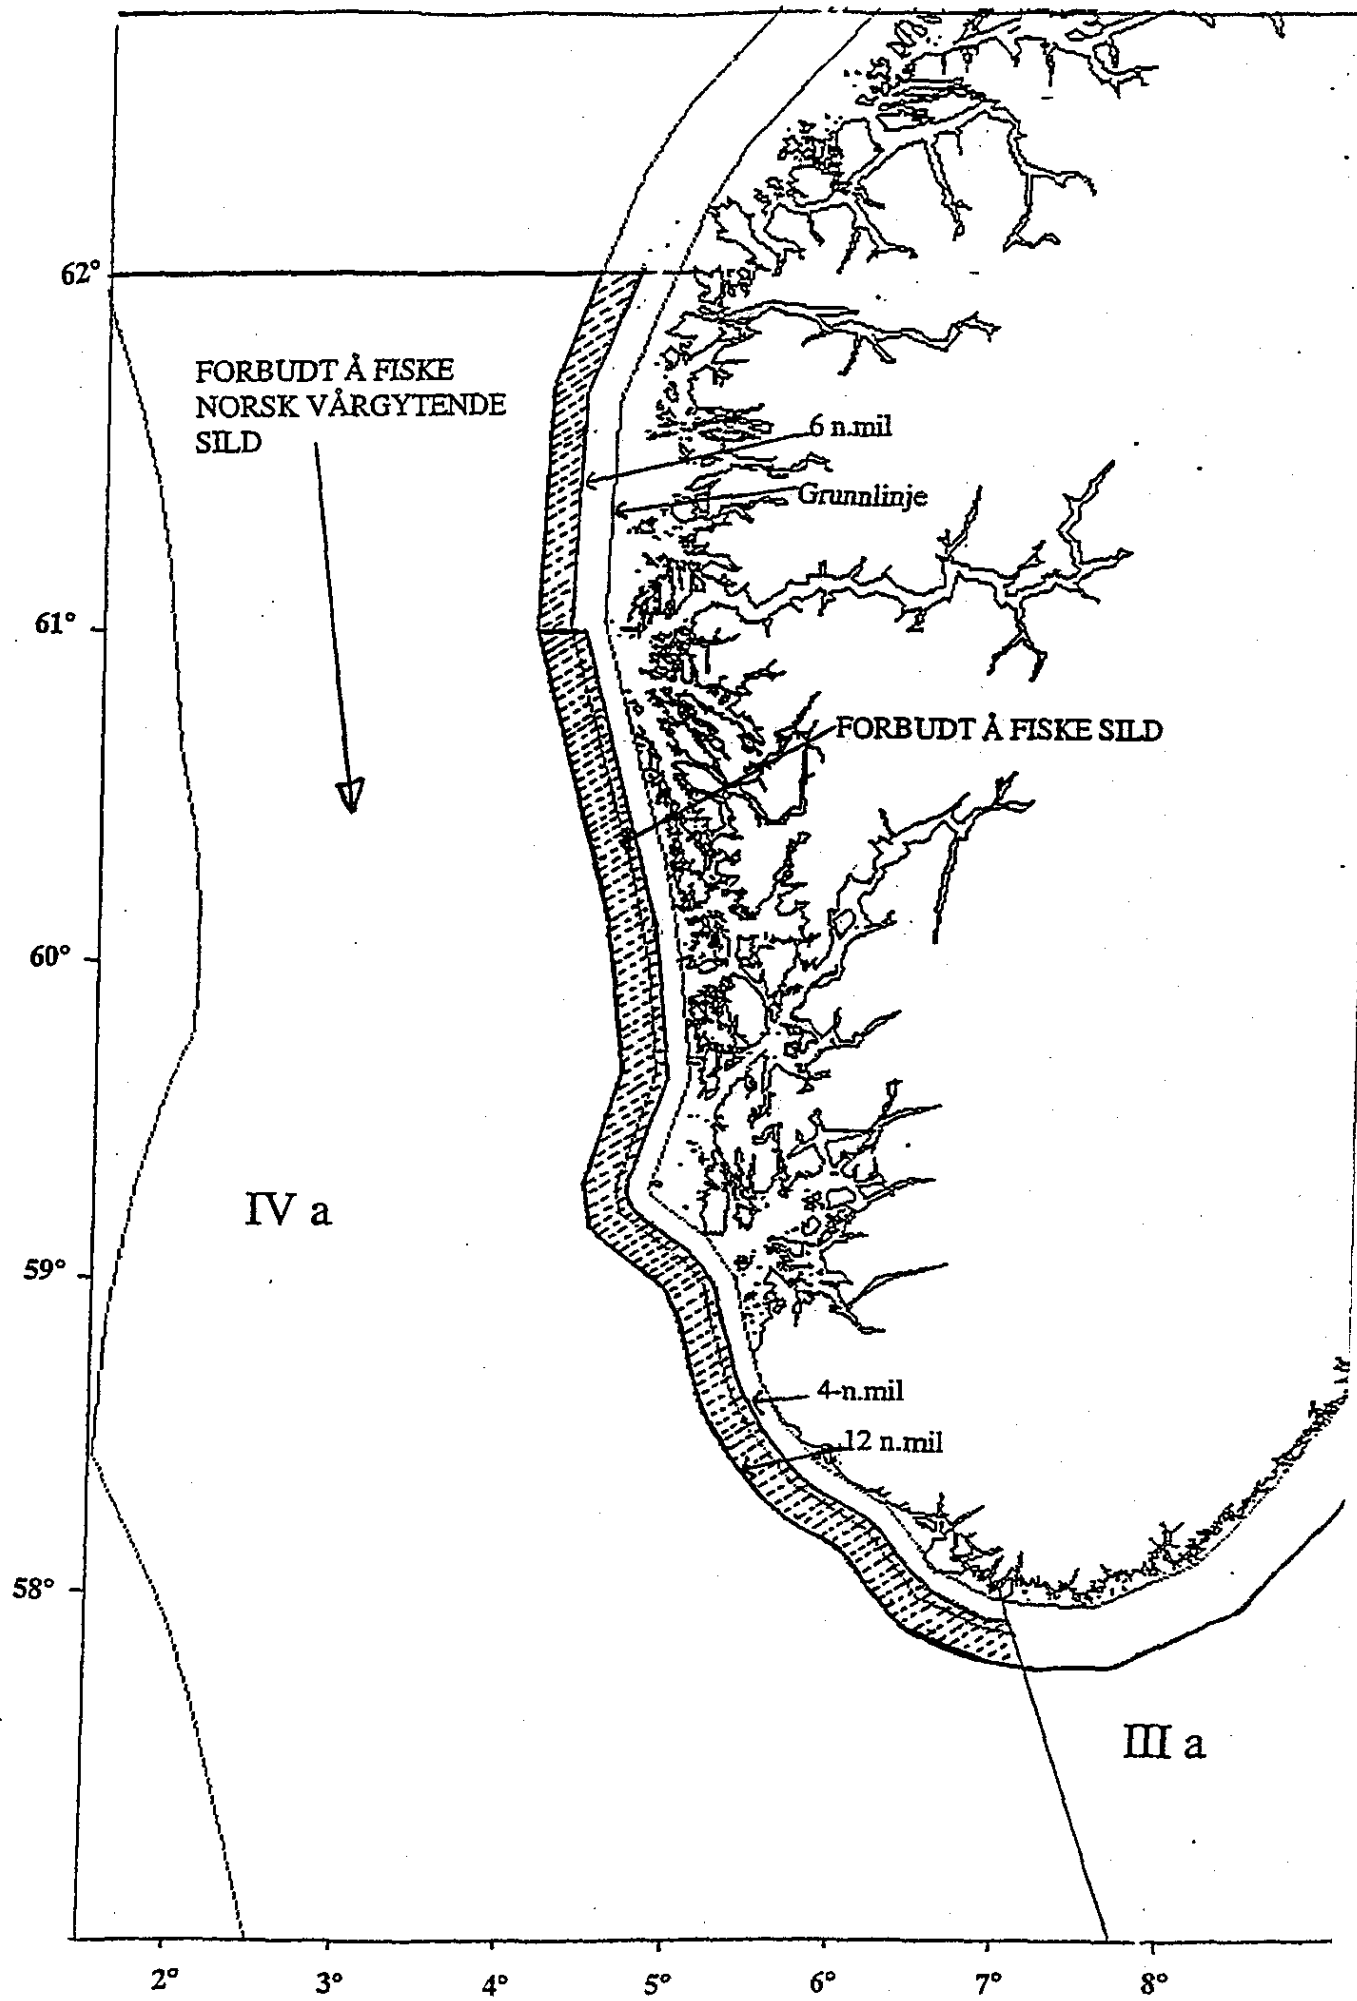 62°
FORBUDT Å FISKE
NORSK VÅRGYTENDE
SILD
6 n.mil
Grunnlinje
61°
FORBUDT Å FISKE SILD
60°
IV a
59°
4-n.mil
12 n.mil
58°
III a
2°
3°
4°
5°
6°
7°
8°